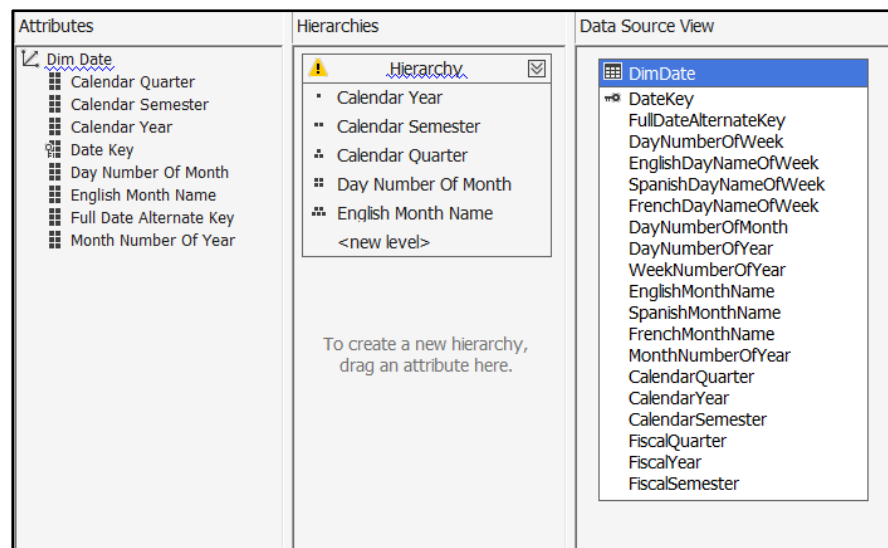 Attributes
Dim Date
Calendar Quarter
Calendar Semester
Calendar Year
Date Key
Day Number Of Month
English Month Name
Full Date Alternate Key
Month Number Of Year
Hierarchies
Hierarchy
Calendar Year
Calendar Semester
Calendar Quarter
Day Number Of Month
English Month Name
<new level>
To create a new hierarchy,
drag an attribute here.
Data Source View
DimDate
DateKey
FullDateAlternateKey
DayNumberOfWeek
EnglishDayNameOfWeek
SpanishDayNameOfWeek
FrenchDayNameOfWeek
DayNumberOfMonth
DayNumberOfYear
WeekNumberOfYear
EnglishMonthName
SpanishMonthName
FrenchMonthName
MonthNumberOfYear
CalendarQuarter
CalendarYear
CalendarSemester
FiscalQuarter
FiscalYear
FiscalSemester